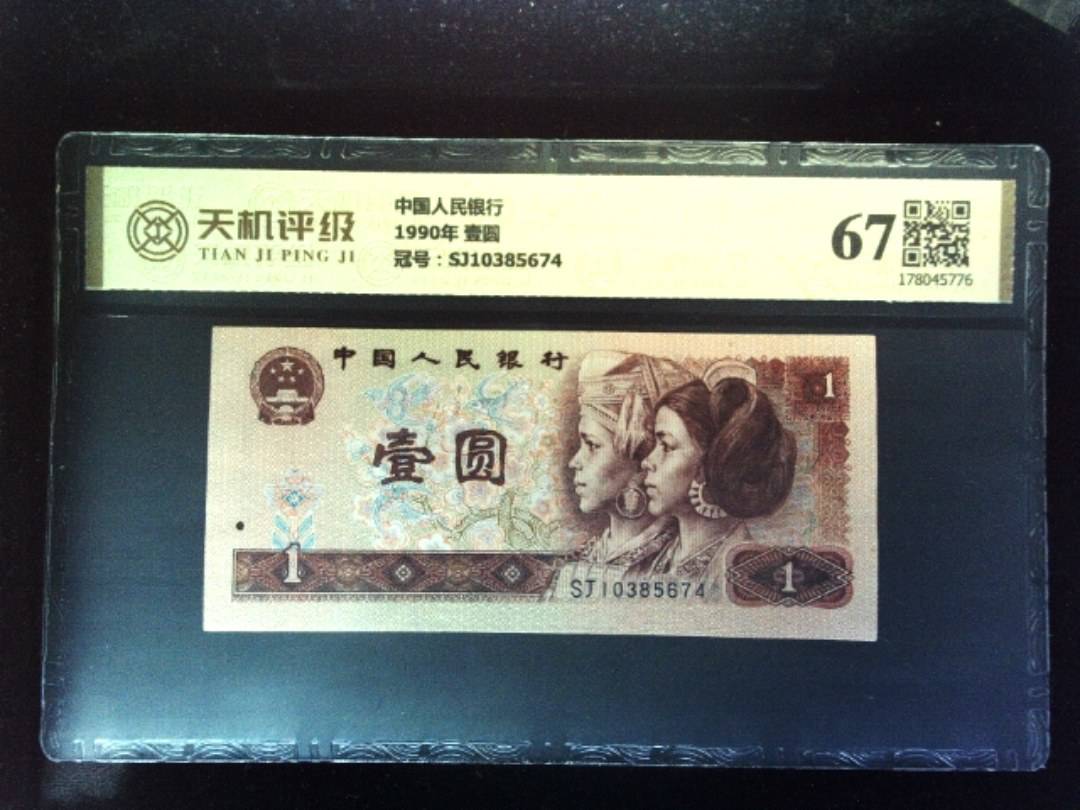 天机评级
TIAN JI PING JI
中国人民银行
1990年 壹圆
冠号：SJ10385674
67
178045776
中国人民银行
1
壹圆
1
SJ10385674
1